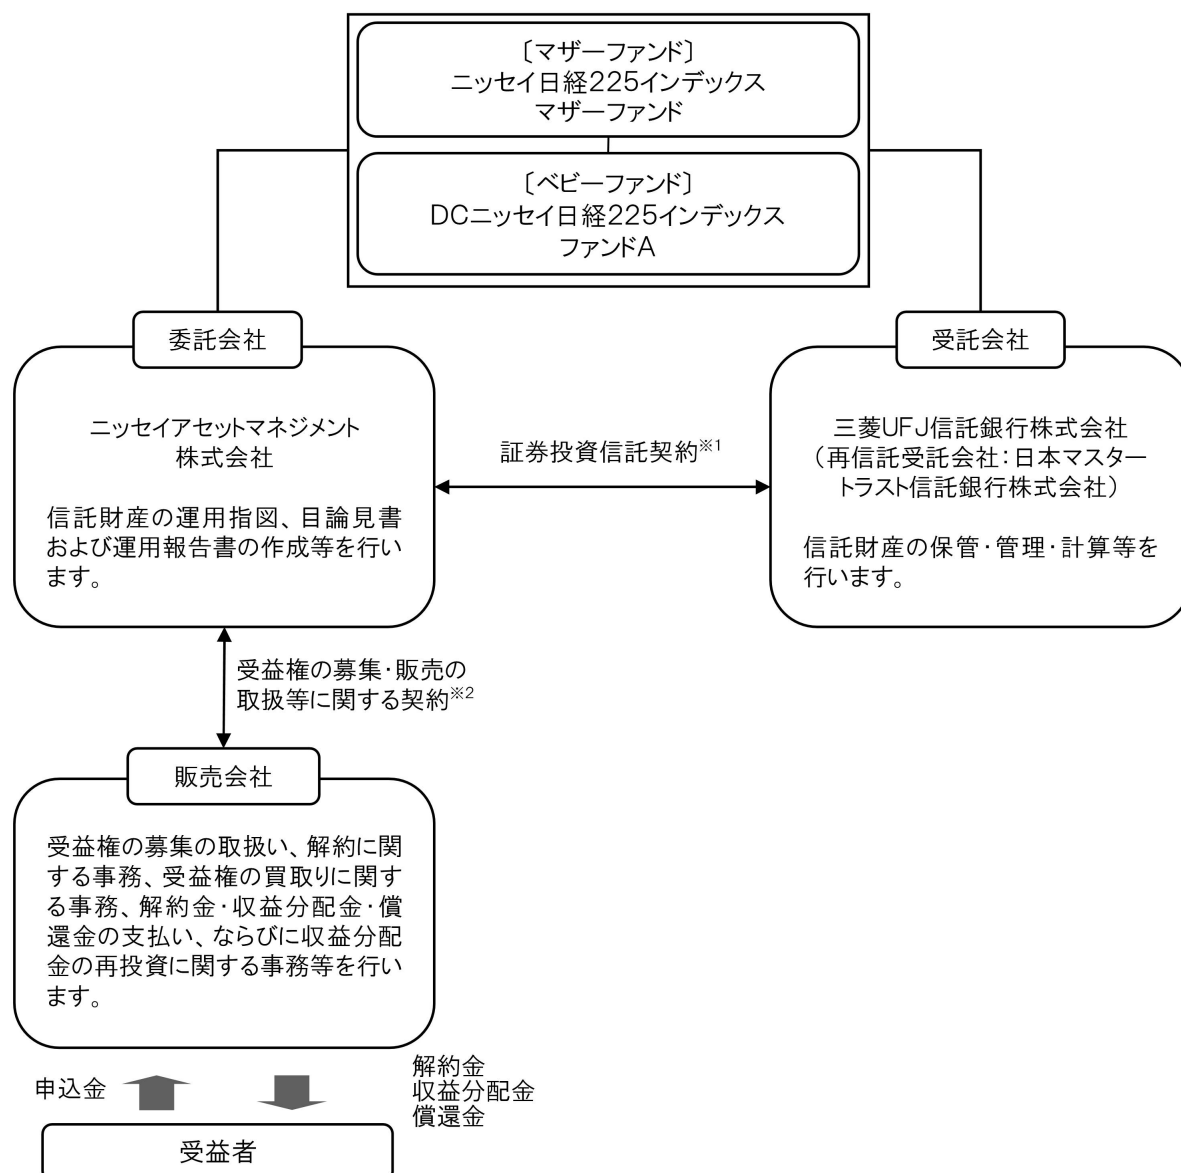 〔マザーファンド〕
ニッセイ日経225インデックス
マザーファンド
〔ベビーファンド〕
DCニッセイ日経225インデックス
ファンドA
委託会社
ニッセイアセットマネジメント
株式会社
信託財産の運用指図、目論見書
および運用報告書の作成等を行い
ます。
証券投資信託契約※1
受託会社
三菱UFJ信託銀行株式会社
（再信託受託会社：日本マスター
トラスト信託銀行株式会社）
信託財産の保管・管理・計算等を
行います。
受益権の募集・販売の
取扱等に関する契約※2
販売会社
受益権の募集の取扱い、解約に関
する事務、受益権の買取りに関す
る事務、解約金・収益分配金・償
還金の支払い、ならびに収益分配
金の再投資に関する事務等を行い
ます。
申込金
解約金
収益分配金
償還金
受益者